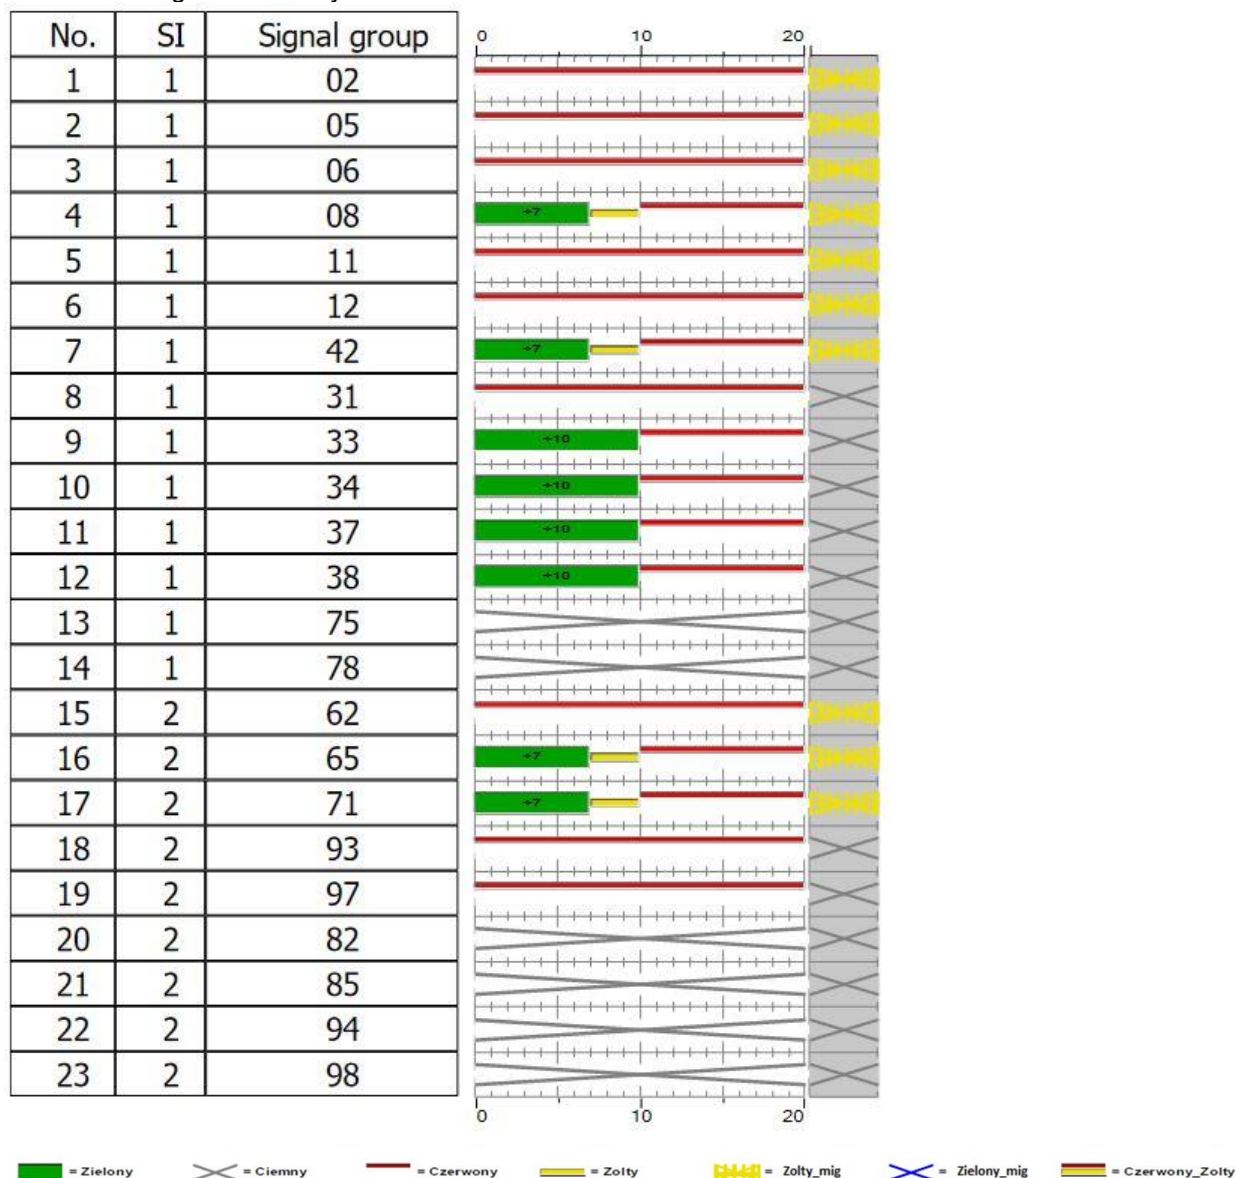 No. SI Signal group 0 10 20
1 1 02
2 1 05
3 1 06
4 1 08 ÷7
5 1 11
6 1 12
7 1 42 ÷7
8 1 31
9 1 33 ÷10
10 1 34 ÷10
11 1 37 ÷10
12 1 38 ÷10
13 1 75
14 1 78
15 2 62
16 2 65 ÷7
17 2 71 ÷7
18 2 93
19 2 97
20 2 82
21 2 85
22 2 94
23 2 98
0 10 20
= Zielony = Ciemny = Czerwony = Zolty = Zolty_mig = Zielony_mig = Czerwony_Zolty